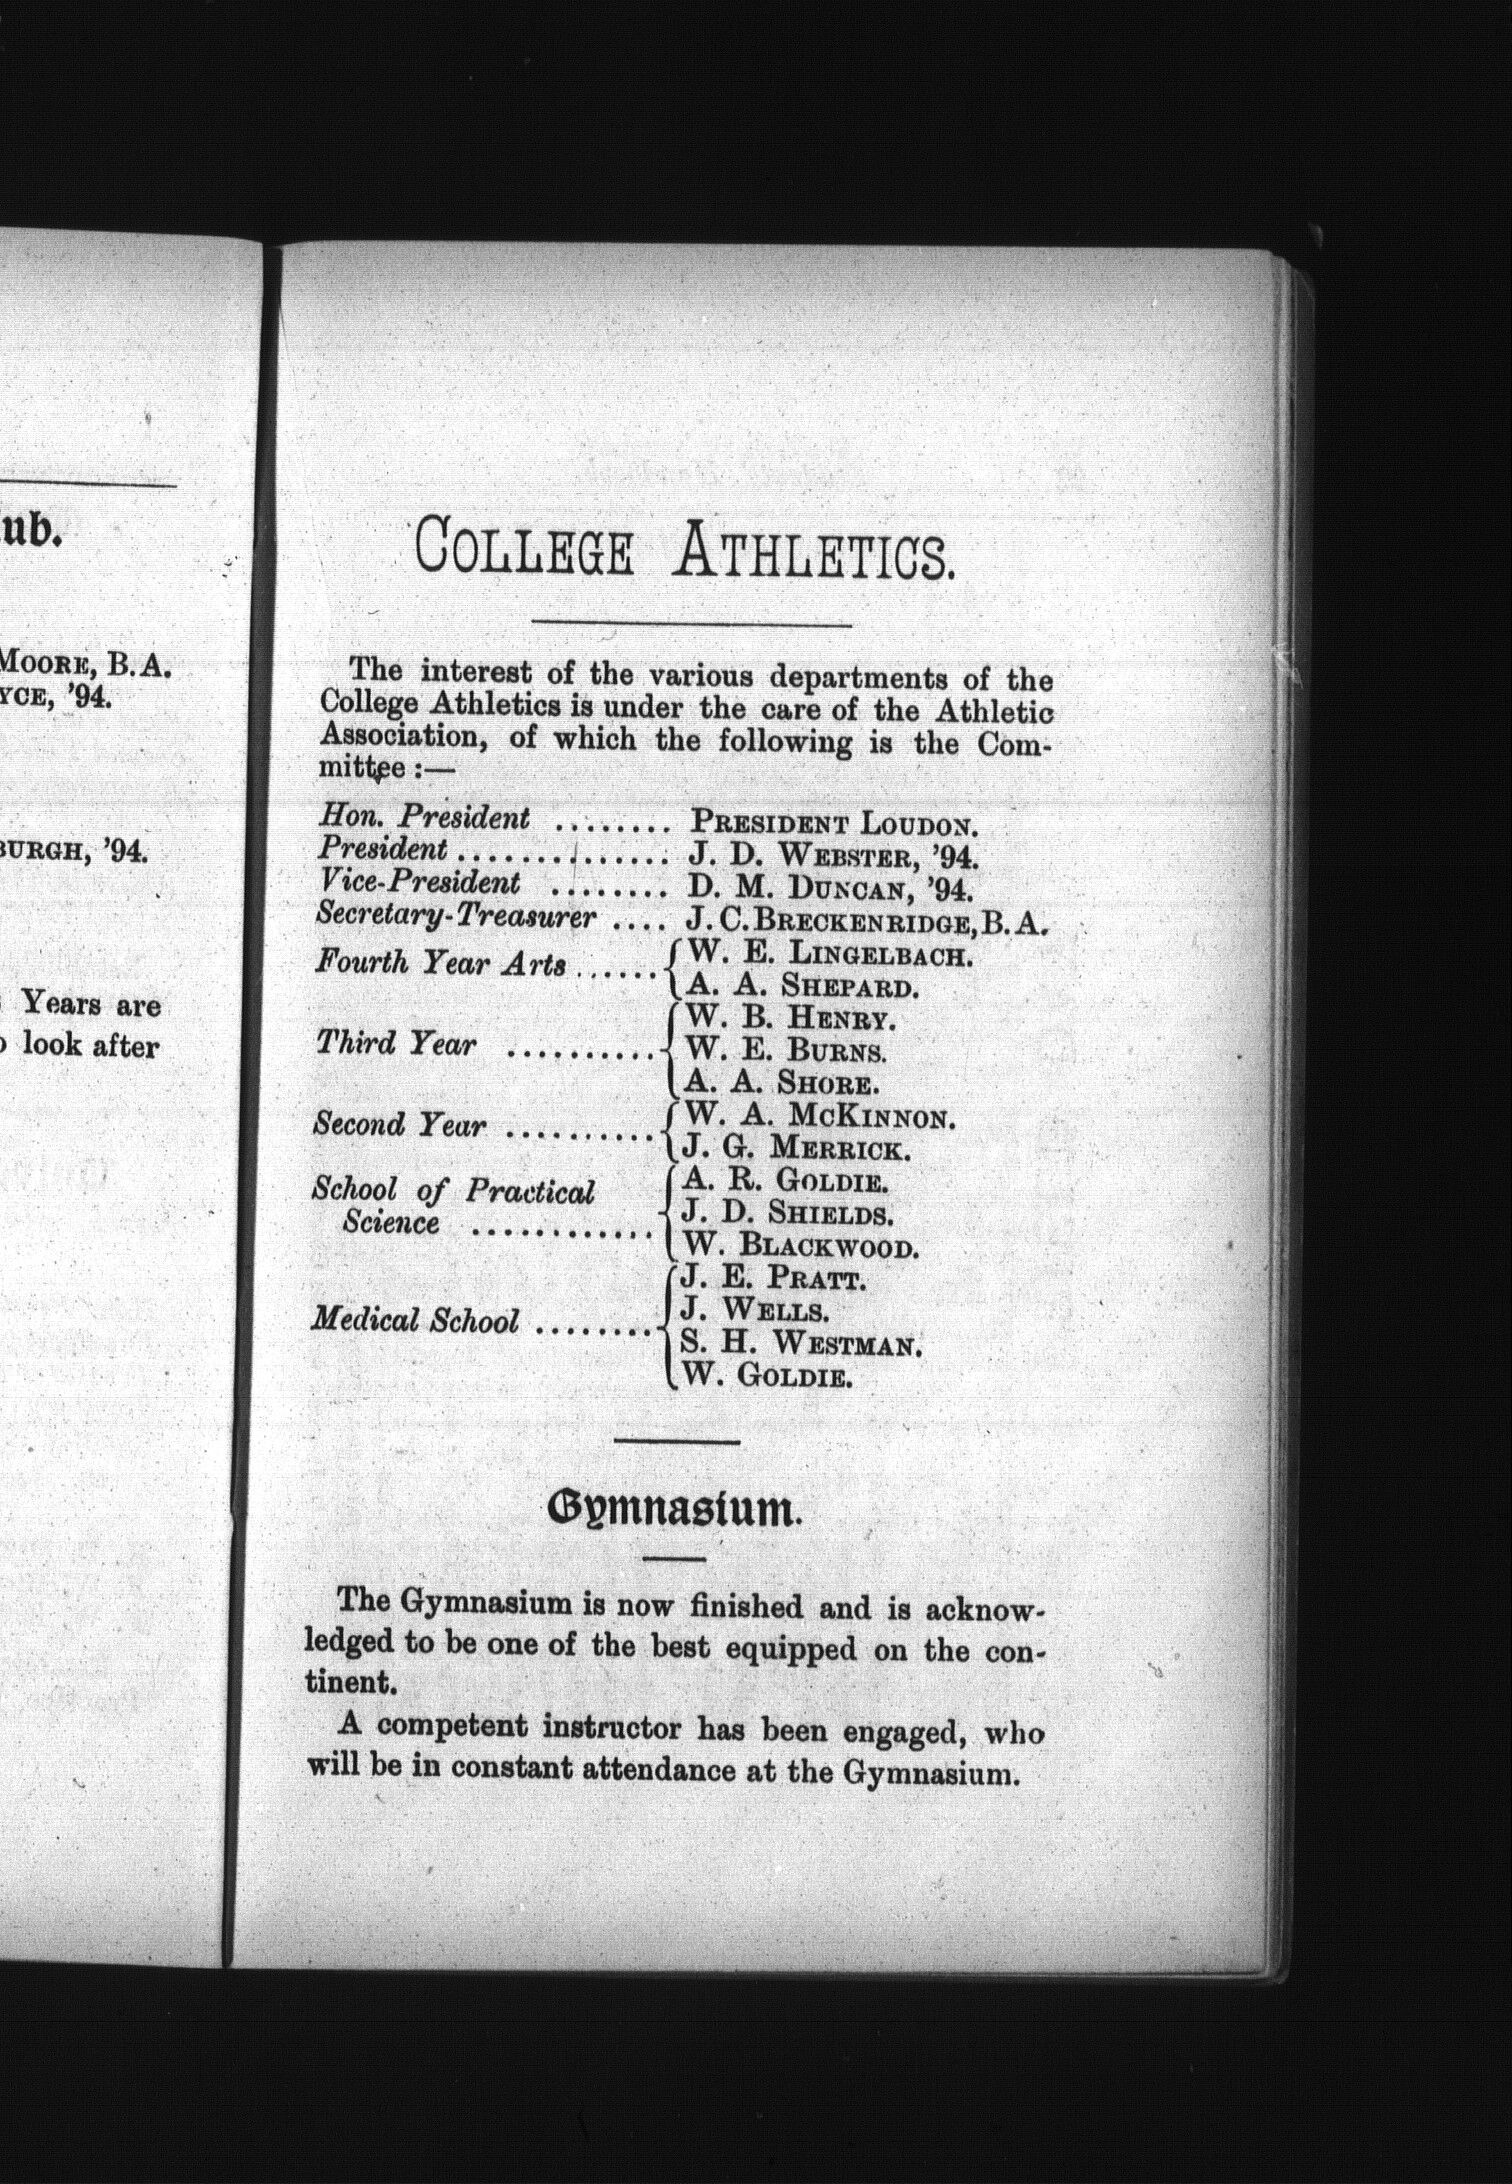 ub.
MOORE, B.A.
YCE, '94.
BURGH, '94.
Years are
look after
COLLEGE ATHLETICS.
The interest of the various departments of the
College Athletics is under the care of the Athletic
Association, of which the following is the Com-
mittee :—
Hon. President ........ PRESIDENT LOUDON.
President .............. J. D. WEBSTER, '94.
Vice-President ........ D. M. DUNCAN, '94.
Secretary-Treasurer .... J. C. BRECKENRIDGE, B.A.
Fourth Year Arts ...... { W. E. LINGELBACH.
A. A. SHEPARD.
W. B. HENRY.
Third Year .......... { W. E. BURNS.
A. A. SHORE.
Second Year .......... { W. A. MCKINNON.
J. G. MERRICK.
School of Practical { A. R. GOLDIE.
J. D. SHIELDS.
Science ............ W. BLACKWOOD.
J. E. PRATT.
Medical School ........ { J. WELLS.
S. H. WESTMAN.
W. GOLDIE.
Gymnasium.
The Gymnasium is now finished and is acknow-
ledged to be one of the best equipped on the con-
tinent.
A competent instructor has been engaged, who
will be in constant attendance at the Gymnasium.